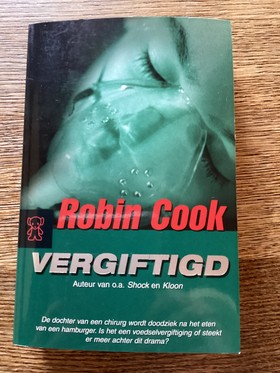 Robin Cook
VERGIFTIGD
Auteur van o.a. Shock en Kloon
De dochter van een chirurg wordt doodziek na het eten
van een hamburger. Is het een voedselvergiftiging of steekt
er meer achter dit drama?